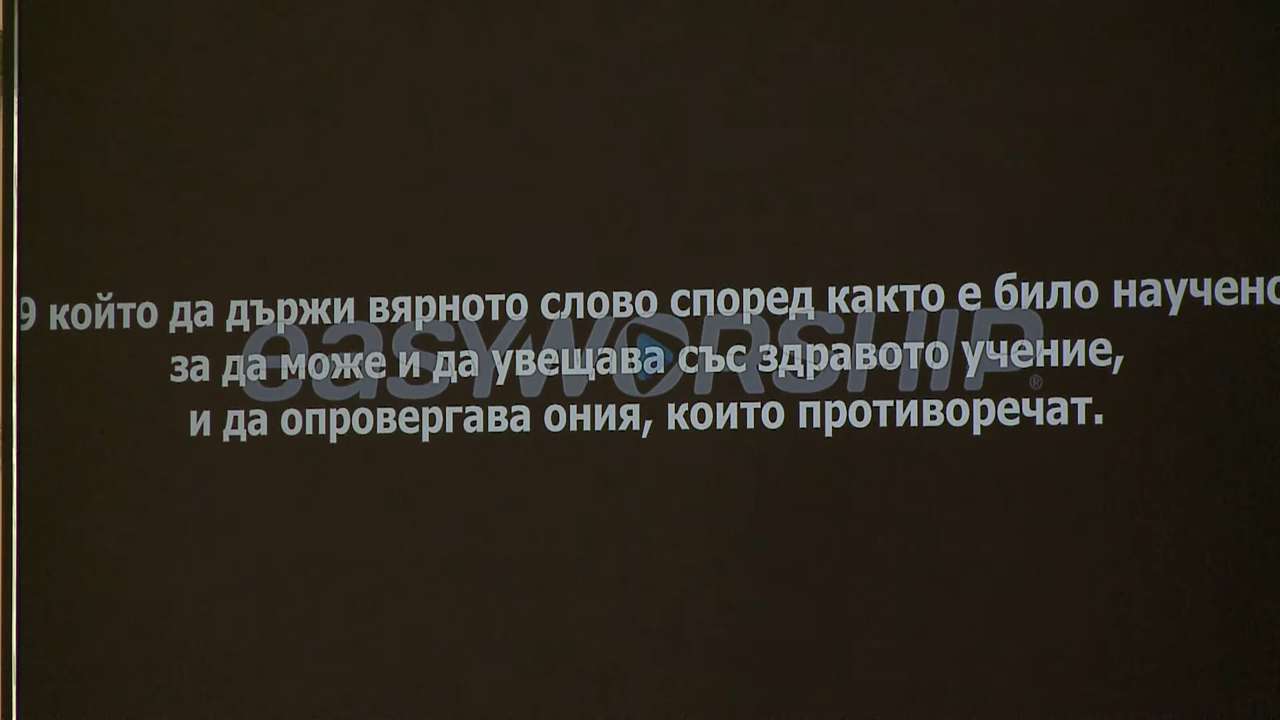 9 който да държи вярното слово според както е било научено
за да може и да увещава със здравото учение,
и да опровергава ония, които противоречат.
easyworship®